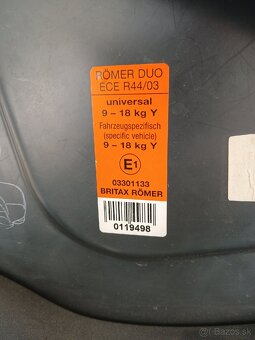 RÖMER DUO
ECE R44/03
universal
9 – 18 kg Y
Fahrzeugspezifisch
(specific vehicle)
9 – 18 kg Y
E1
03301133
BRITAX RÖMER
0119498
Bazos.sk